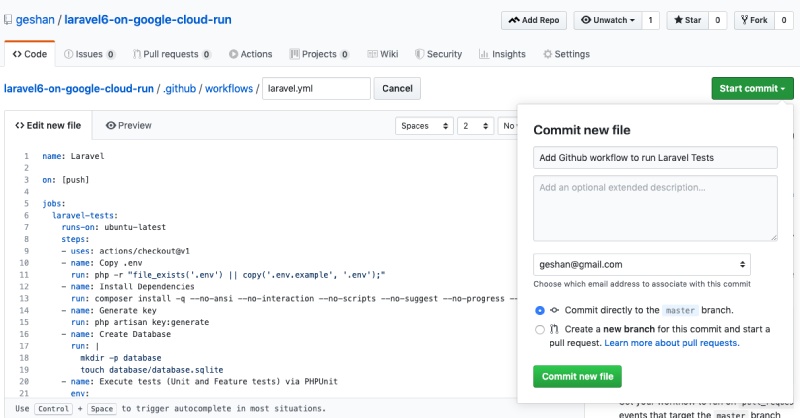 geshan / laravel6-on-google-cloud-run
Add Repo
Unwatch 1
Star 0
Fork 0
Code
Issues 0
Pull requests 0
Actions
Projects 0
Wiki
Security
Insights
Settings
laravel6-on-google-cloud-run / .github / workflows / laravel.yml Cancel
Start commit
Edit new file
Preview
Spaces 2 No
1 name: Laravel
2
3 on: [push]
4
5 jobs:
6 laravel-tests:
7 runs-on: ubuntu-latest
8 steps:
9 - uses: actions/checkout@v1
10 - name: Copy .env
11 run: php -r "file_exists('.env') || copy('.env.example', '.env');"
12 - name: Install Dependencies
13 run: composer install -q --no-ansi --no-interaction --no-scripts --no-suggest --no-progress --
14 - name: Generate key
15 run: php artisan key:generate
16 - name: Create Database
17 run: |
18 mkdir -p database
19 touch database/database.sqlite
20 - name: Execute tests (Unit and Feature tests) via PHPUnit
21 env:
Use Control + Space to trigger autocomplete in most situations.
Commit new file
Add Github workflow to run Laravel Tests
Add an optional extended description...
geshan@gmail.com
Choose which email address to associate with this commit
Commit directly to the master branch.
Create a new branch for this commit and start a
pull request. Learn more about pull requests.
Commit new file
events that target the master branch